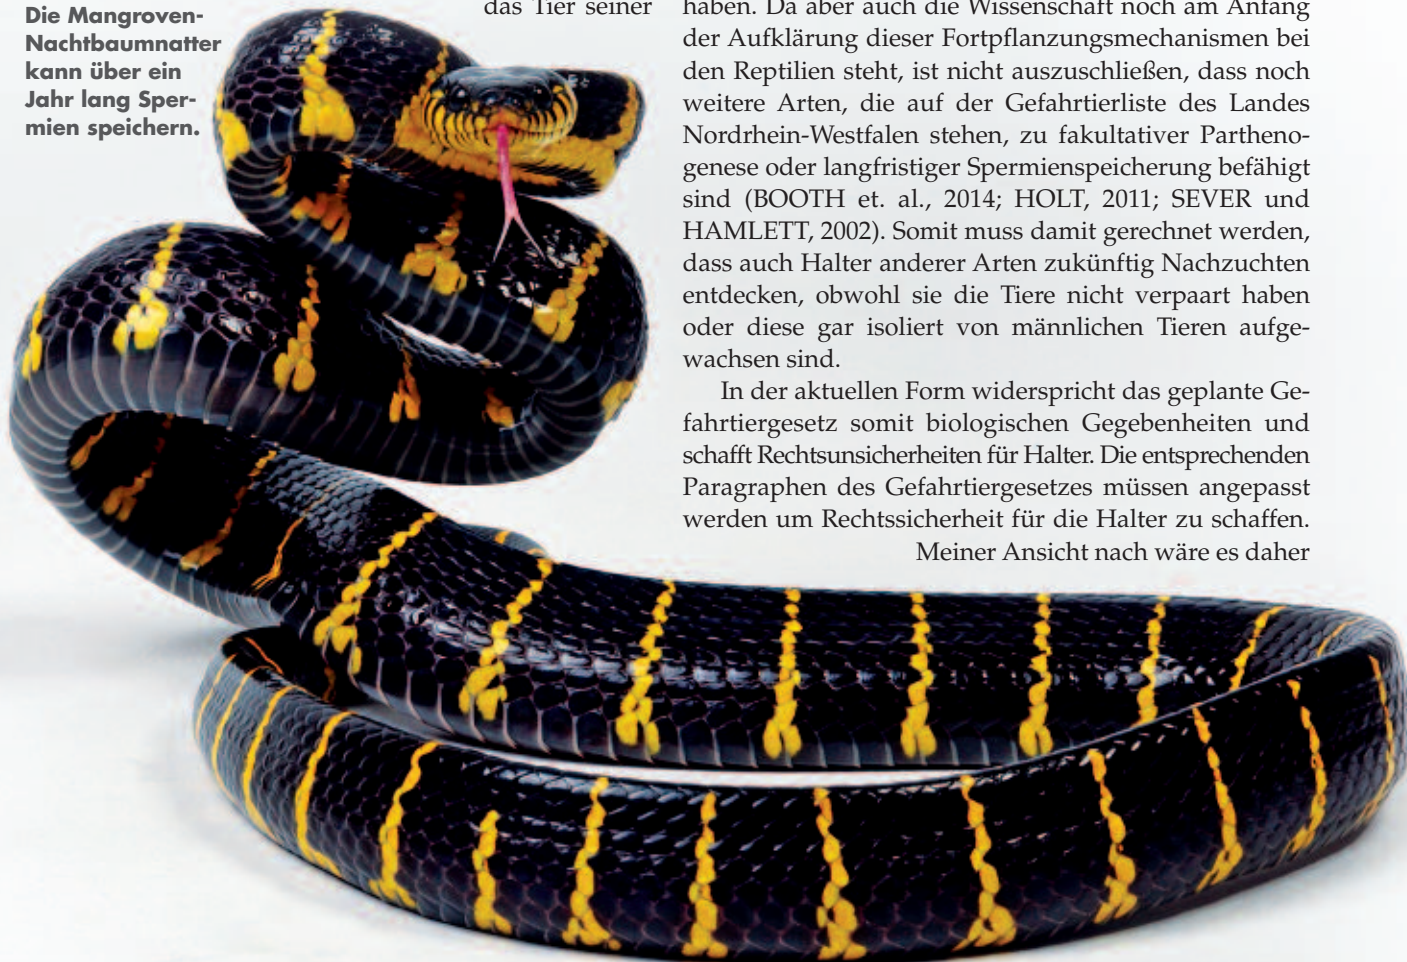 Die Mangroven-
Nachtbaumnatter
kann über ein
Jahr lang Sper-
mien speichern.
das Tier seiner
haben. Da aber auch die Wissenschaft noch am Anfang
der Aufklärung dieser Fortpflanzungsmechanismen bei
den Reptilien steht, ist nicht auszuschließen, dass noch
weitere Arten, die auf der Gefahrtierliste des Landes
Nordrhein-Westfalen stehen, zu fakultativer Partheno-
genese oder langfristiger Spermienspeicherung befähigt
sind (BOOTH et. al., 2014; HOLT, 2011; SEVER und
HAMLETT, 2002). Somit muss damit gerechnet werden,
dass auch Halter anderer Arten zukünftig Nachzuchten
entdecken, obwohl sie die Tiere nicht verpaart haben
oder diese gar isoliert von männlichen Tieren aufge-
wachsen sind.
In der aktuellen Form widerspricht das geplante Ge-
fahrtiergesetz somit biologischen Gegebenheiten und
schafft Rechtsunsicherheiten für Halter. Die entsprechenden
Paragraphen des Gefahrtiergesetzes müssen angepasst
werden um Rechtssicherheit für die Halter zu schaffen.
Meiner Ansicht nach wäre es daher